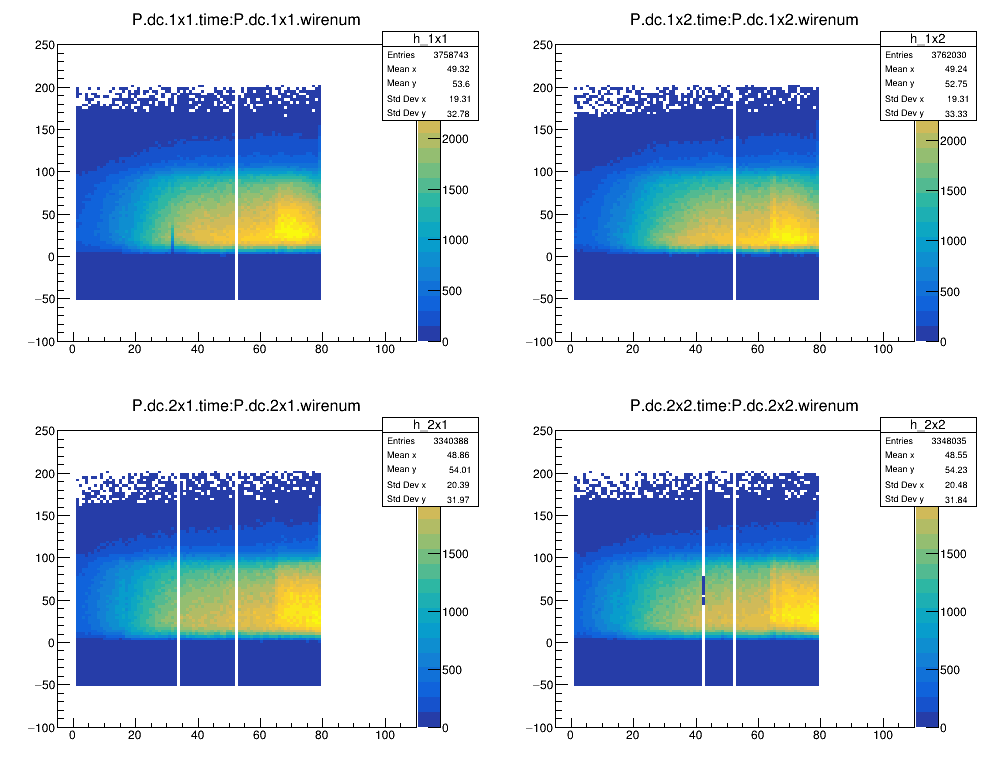 P.dc.1x1.time:P.dc.1x1.wirenum
h_1x1
Entries 3758743
Mean x 49.32
Mean y 53.6
Std Dev x 19.31
Std Dev y 32.78
250
200
150
100
50
0
−50
−100
0 20 40 60 80 100
2000
1500
1000
500
0
P.dc.1x2.time:P.dc.1x2.wirenum
h_1x2
Entries 3762030
Mean x 49.24
Mean y 52.75
Std Dev x 19.31
Std Dev y 33.33
250
200
150
100
50
0
−50
−100
0 20 40 60 80 100
2000
1500
1000
500
0
P.dc.2x1.time:P.dc.2x1.wirenum
h_2x1
Entries 3340388
Mean x 48.86
Mean y 54.01
Std Dev x 20.39
Std Dev y 31.97
250
200
150
100
50
0
−50
−100
0 20 40 60 80 100
1500
1000
500
0
P.dc.2x2.time:P.dc.2x2.wirenum
h_2x2
Entries 3348035
Mean x 48.55
Mean y 54.23
Std Dev x 20.48
Std Dev y 31.84
250
200
150
100
50
0
−50
−100
0 20 40 60 80 100
1500
1000
500
0